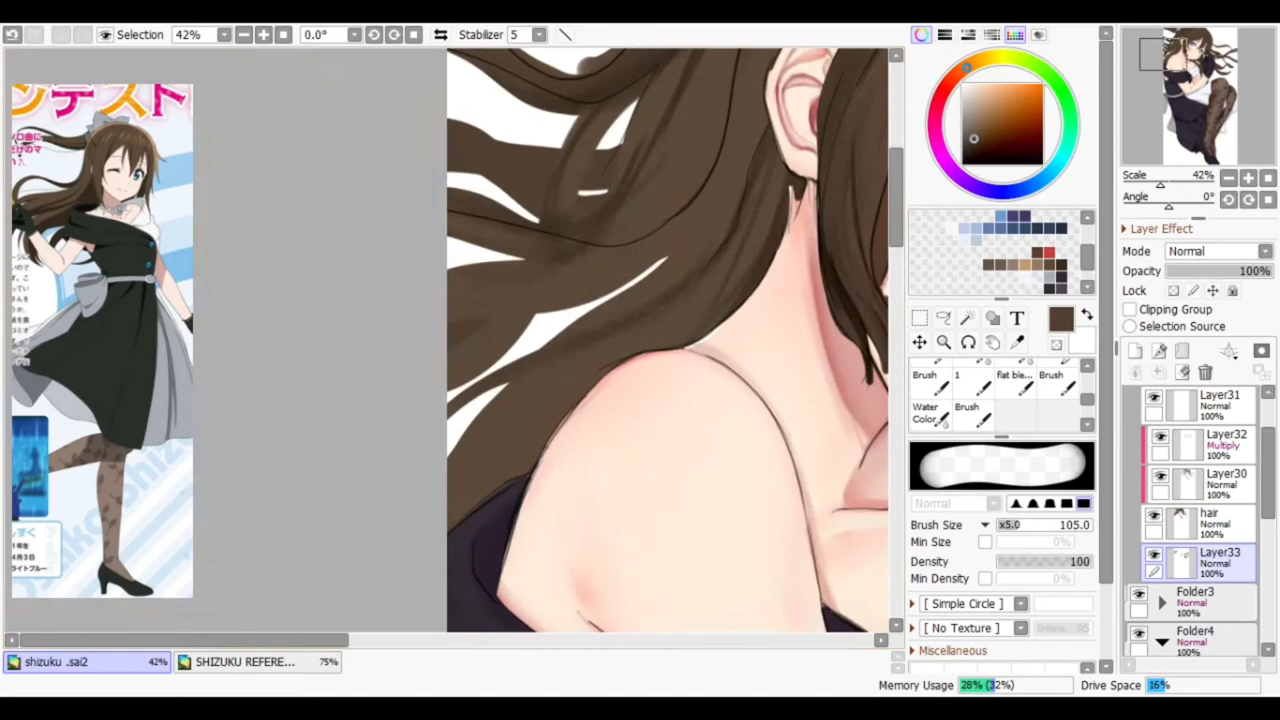 Selection 42% 0.0° Stabilizer 5
ンテスト
Scale 42%
Angle 0°
Layer Effect
Mode Normal
Opacity 100%
Lock
Clipping Group
Selection Source
T
Brush 1 flat ble... Brush
Water Color Brush
Normal
Brush Size x5.0 105.0
Min Size 0%
Density 100
Min Density 0%
[ Simple Circle ]
[ No Texture ]
Miscellaneous
Layer31
Normal
100%
Layer32
Multiply
100%
Layer30
Normal
100%
hair
Normal
100%
Layer33
Normal
100%
Folder3
Normal
100%
Folder4
Normal
100%
shizuku .sai2 42% SHIZUKU REFERE... 75%
Memory Usage 28% (32%) Drive Space 16%